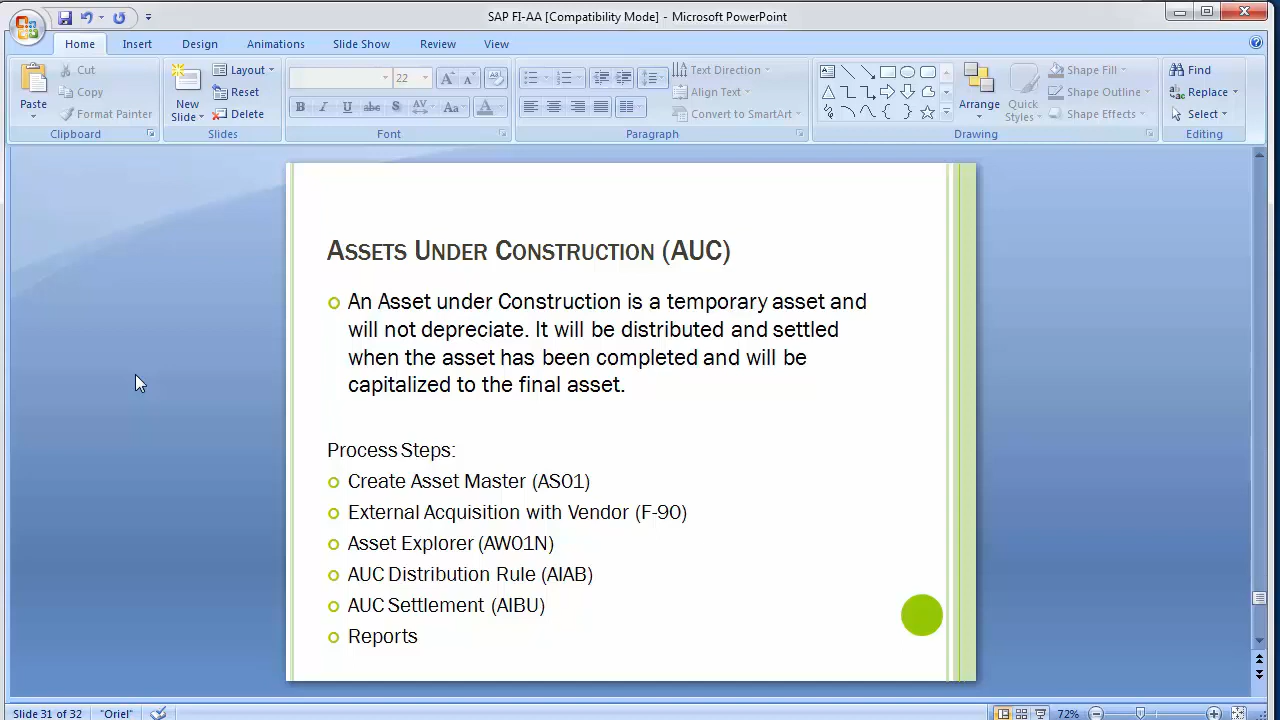 SAP FI-AA [Compatibility Mode] - Microsoft PowerPoint
Home Insert Design Animations Slide Show Review View
Paste
Cut
Copy
Format Painter
Clipboard
New Slide
Layout
Reset
Delete
Slides
22
B I U abc S AV Aa A
Font
Text Direction
Align Text
Convert to SmartArt
Paragraph
Arrange
Quick Styles
Shape Fill
Shape Outline
Shape Effects
Drawing
Find
Replace
Select
Editing
ASSETS UNDER CONSTRUCTION (AUC)
An Asset under Construction is a temporary asset and
will not depreciate. It will be distributed and settled
when the asset has been completed and will be
capitalized to the final asset.
Process Steps:
Create Asset Master (AS01)
External Acquisition with Vendor (F-90)
Asset Explorer (AW01N)
AUC Distribution Rule (AIAB)
AUC Settlement (AIBU)
Reports
Slide 31 of 32 "Oriel" 72%